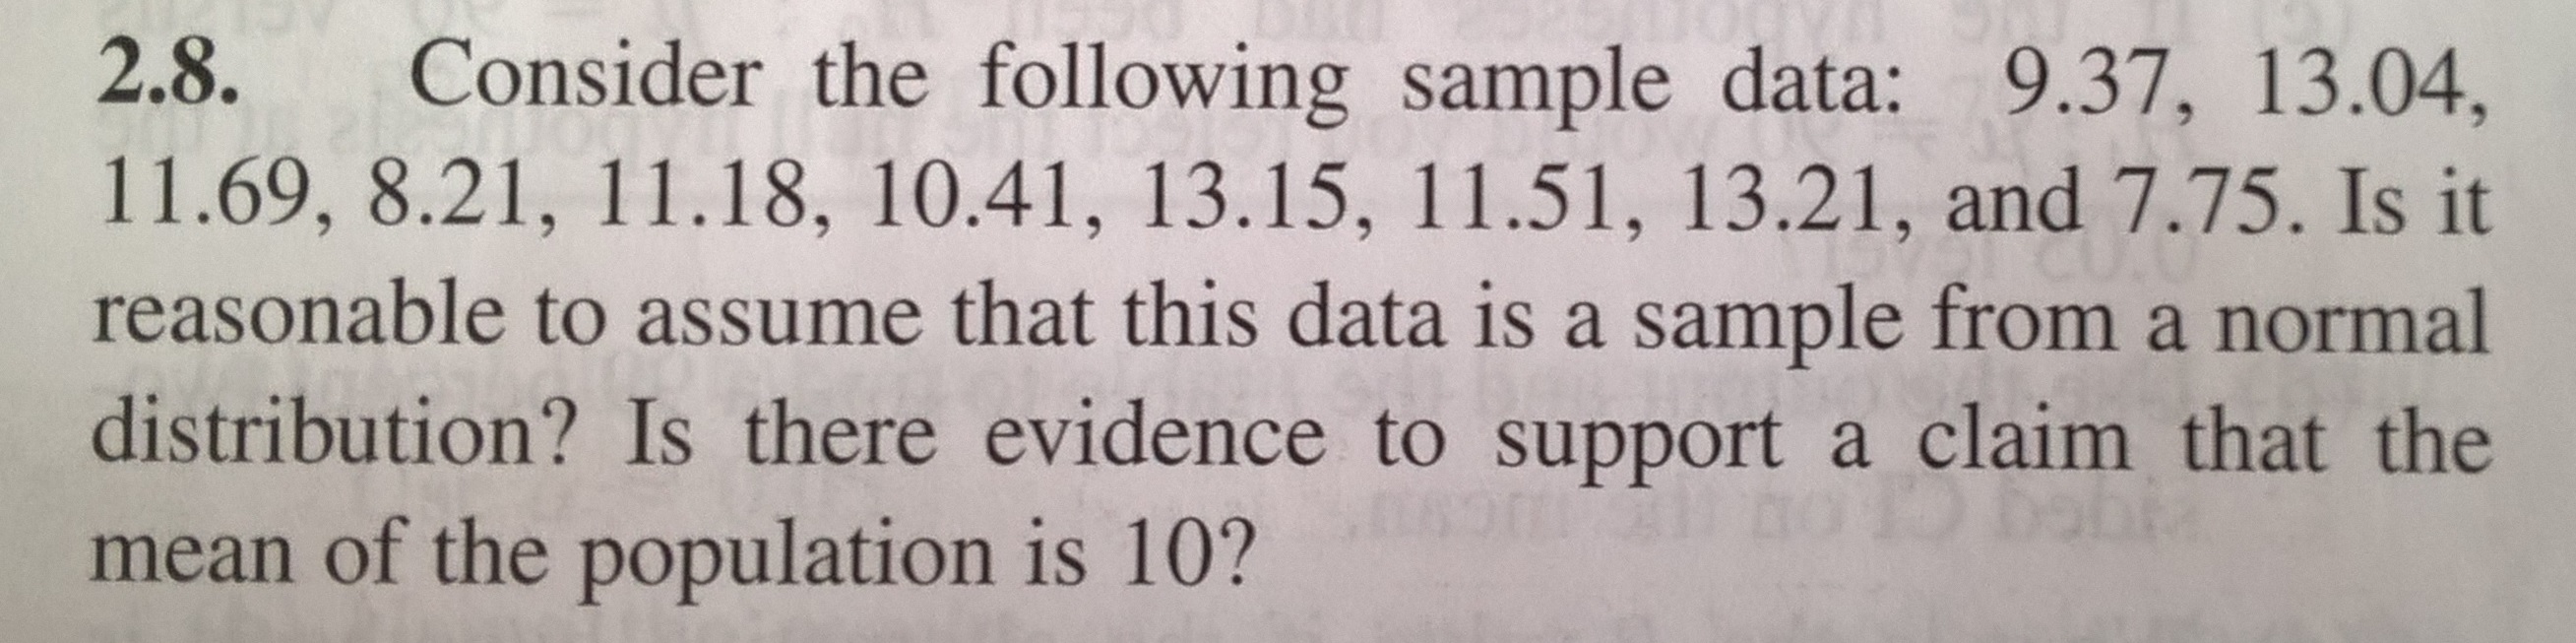 2.8. Consider the following sample data: 9.37, 13.04,
11.69, 8.21, 11.18, 10.41, 13.15, 11.51, 13.21, and 7.75. Is it
reasonable to assume that this data is a sample from a normal
distribution? Is there evidence to support a claim that the
mean of the population is 10?